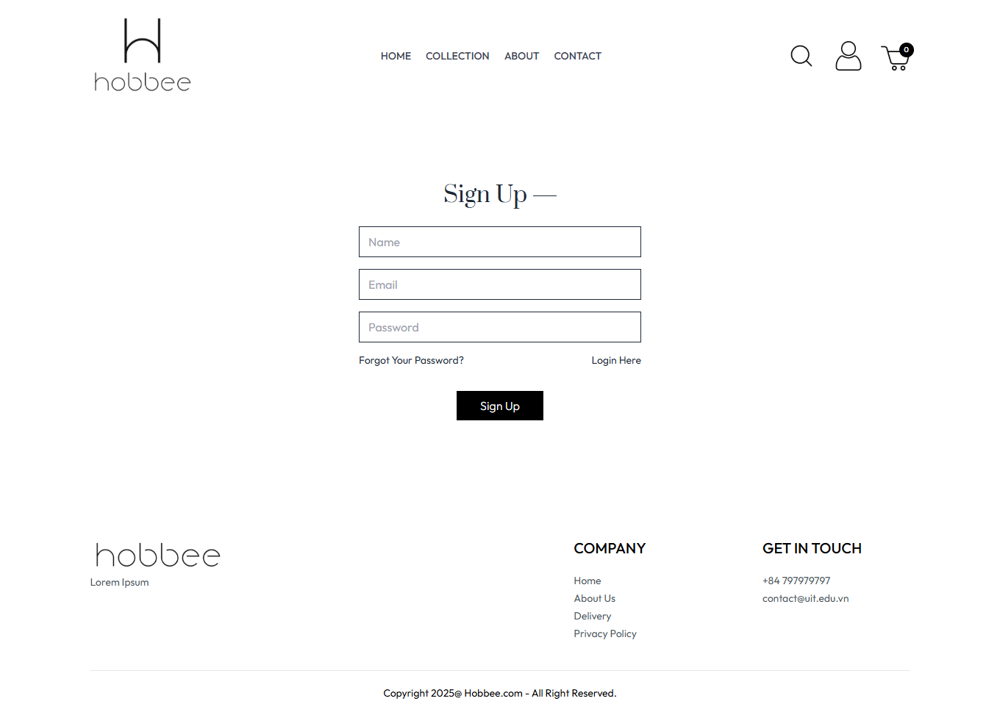 H
hobbee
HOME COLLECTION ABOUT CONTACT
0
Sign Up —
Name
Email
Password
Forgot Your Password? Login Here
Sign Up
hobbee
Lorem Ipsum
COMPANY
Home
About Us
Delivery
Privacy Policy
GET IN TOUCH
+84 797979797
contact@uit.edu.vn
Copyright 2025@ Hobbee.com - All Right Reserved.